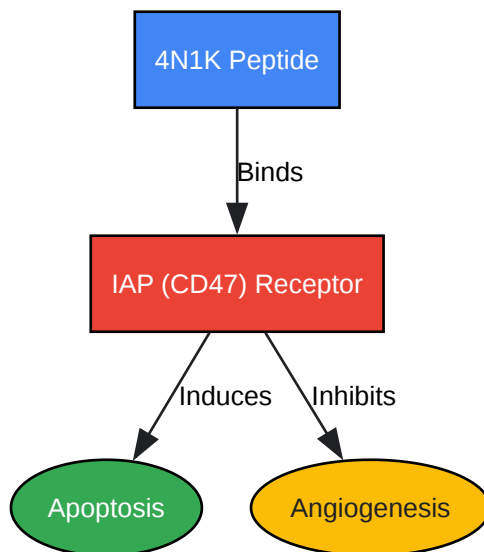 4N1K Peptide
Binds
IAP (CD47) Receptor
Induces
Inhibits
Apoptosis
Angiogenesis